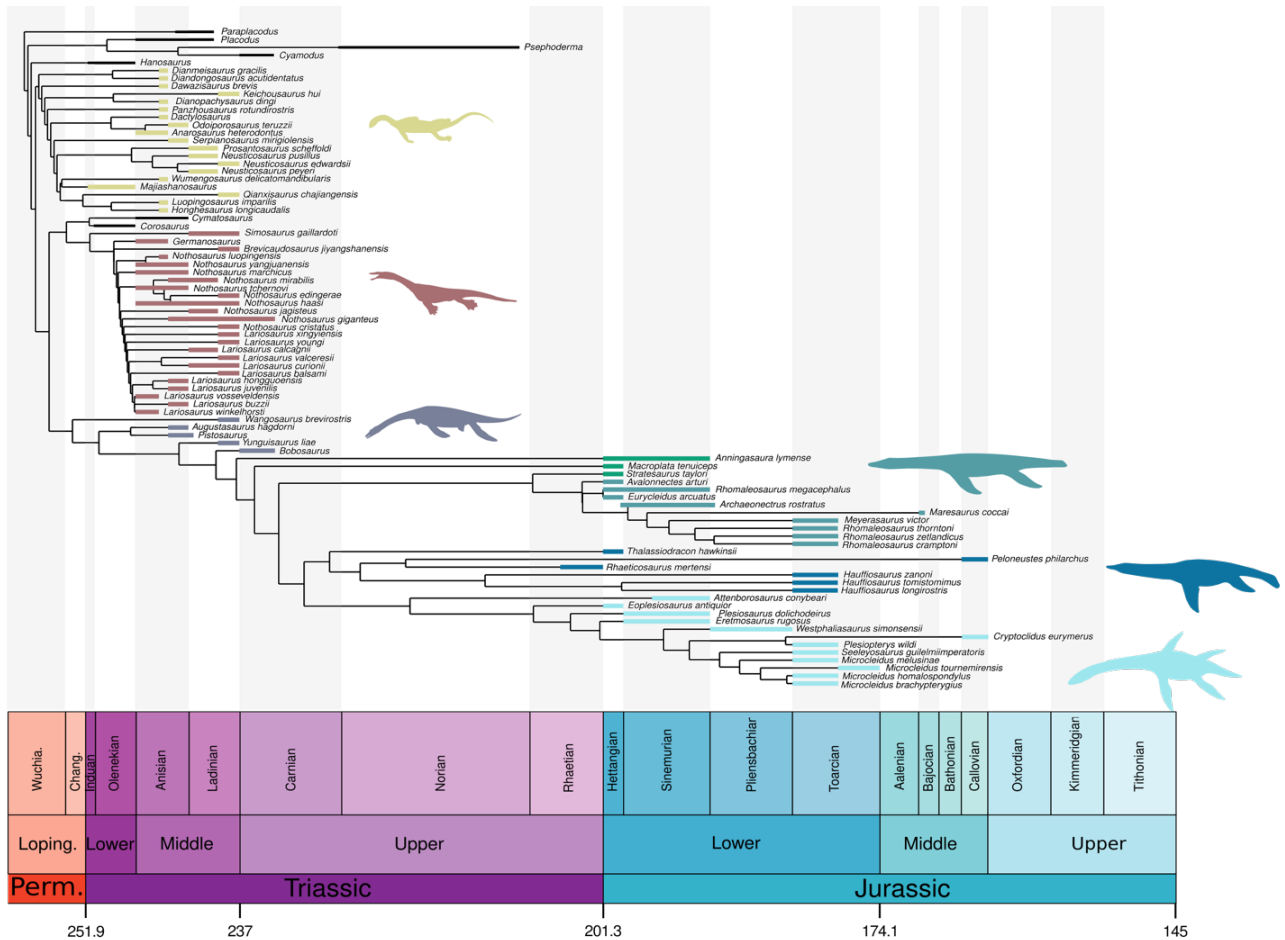 Paraplacodus
Placodus
Psephoderma
Cyamodus
Hanosaurus
Dianmeisaurus gracilis
Diandongosaurus acutidentatus
Dawazisaurus brevis
Keichousaurus hui
Dianopachysaurus dingi
Panzhousaurus rotundirostris
Dactylosaurus
Odoiporosaurus teruzzii
Anarosaurus heterodontus
Serpianosaurus mirigiolensis
Prosantosaurus scheffoldi
Neusticosaurus pusillus
Neusticosaurus edwardsii
Neusticosaurus peyeri
Wumengosaurus delicatomandibularis
Majiashanosaurus
Qianxisaurus chajiangensis
Luopingosaurus imparilis
Honghesaurus longicaudalis
Cymatosaurus
Corosaurus
Simosaurus gaillardoti
Germanosaurus
Brevicaudosaurus jiyangshanensis
Nothosaurus luopingensis
Nothosaurus yangjuanensis
Nothosaurus marchicus
Nothosaurus mirabilis
Nothosaurus tchernovi
Nothosaurus edingerae
Nothosaurus haasi
Nothosaurus jagisteus
Nothosaurus giganteus
Nothosaurus cristatus
Lariosaurus xingyiensis
Lariosaurus youngi
Lariosaurus calcagnii
Lariosaurus valceresii
Lariosaurus curionii
Lariosaurus balsami
Lariosaurus hongguoensis
Lariosaurus juvenilis
Lariosaurus vosseveldensis
Lariosaurus buzzii
Lariosaurus winkelhorsti
Wangosaurus brevirostris
Augustasaurus hagdorni
Pistosaurus
Yunguisaurus liae
Bobosaurus
Anningasaura lymense
Macroplata tenuiceps
Stratesaurus taylori
Avalonnectes arturi
Rhomaleosaurus megacephalus
Eurycleidus arcuatus
Archaeonectrus rostratus
Maresaurus coccai
Meyerasaurus victor
Rhomaleosaurus thorntoni
Rhomaleosaurus zetlandicus
Rhomaleosaurus cramptoni
Thalassiodracon hawkinsii
Peloneustes philarchus
Rhaeticosaurus mertensi
Hauffiosaurus zanoni
Hauffiosaurus tomistomimus
Hauffiosaurus longirostris
Attenborosaurus conybeari
Eoplesiosaurus antiquior
Plesiosaurus dolichodeirus
Eretmosaurus rugosus
Westphaliasaurus simonsensii
Cryptoclidus eurymerus
Plesiopterys wildi
Seeleyosaurus guilelmiimperatoris
Microcleidus melusinae
Microcleidus tournemirensis
Microcleidus homalospondylus
Microcleidus brachypterygius
Wuchia. Chang. Induan Olenekian Anisian Ladinian Carnian Norian Rhaetian Hettangian Sinemurian Pliensbachiar Toarcian Aalenian Bajocian Bathonian Callovian Oxfordian Kimmeridgian Tithonian
Loping. Lower Middle Upper Lower Middle Upper
Perm. Triassic Jurassic
251.9 237 201.3 174.1 145